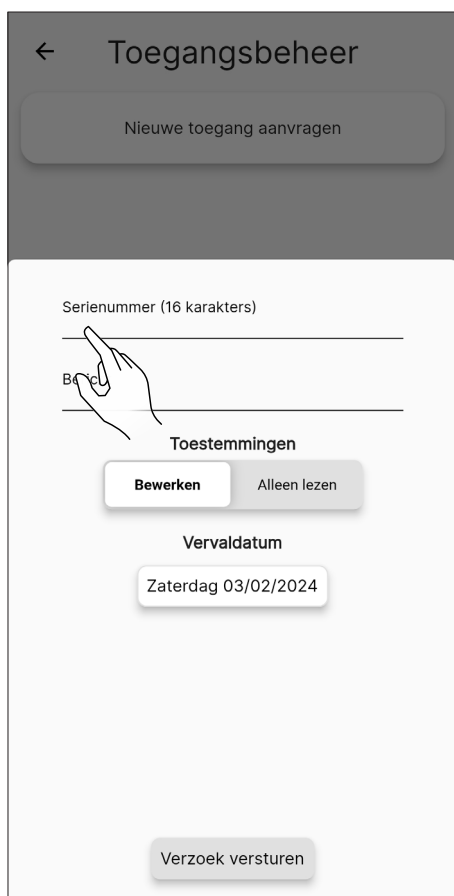 Toegangsbeheer
Nieuwe toegang aanvragen
Serienummer (16 karakters)
Toestemmingen
Bewerken Alleen lezen
Vervaldatum
Zaterdag 03/02/2024
Verzoek versturen